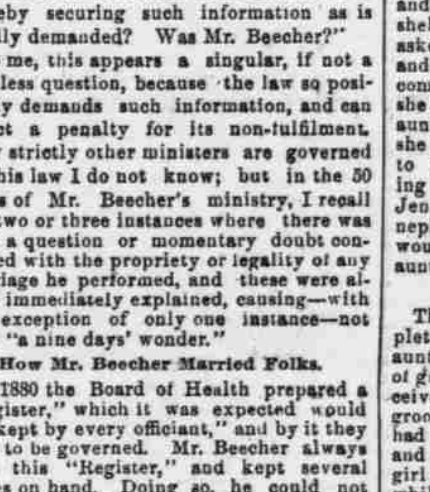 eby securing such information as is
lly demanded? Was Mr. Beecher?"
me, this appears a singular, if not a
less question, because the law so posi-
y demands such information, and can
ct a penalty for its non-fulfilment.
strictly other ministers are governed
his law I do not know; but in the 50
s of Mr. Beecher's ministry, I recall
two or three instances where there was
a question or momentary doubt con-
ed with the propriety or legality of any
iage he performed, and these were al-
immediately explained, causing—with
exception of only one instance—not
"a nine days' wonder."
How Mr. Beecher Married Folks.
1880 the Board of Health prepared a
gister," which it was expected would
kept by every officiant," and by it they
to be governed. Mr. Beecher always
this "Register," and kept several
es on hand. Doing so, he could not
and
shel
aske
and
com
she
aun
she
to
ing
Jen
nep
wou
aunt
Th
plet
aunt
of g
ceiv
groo
had
and
girl